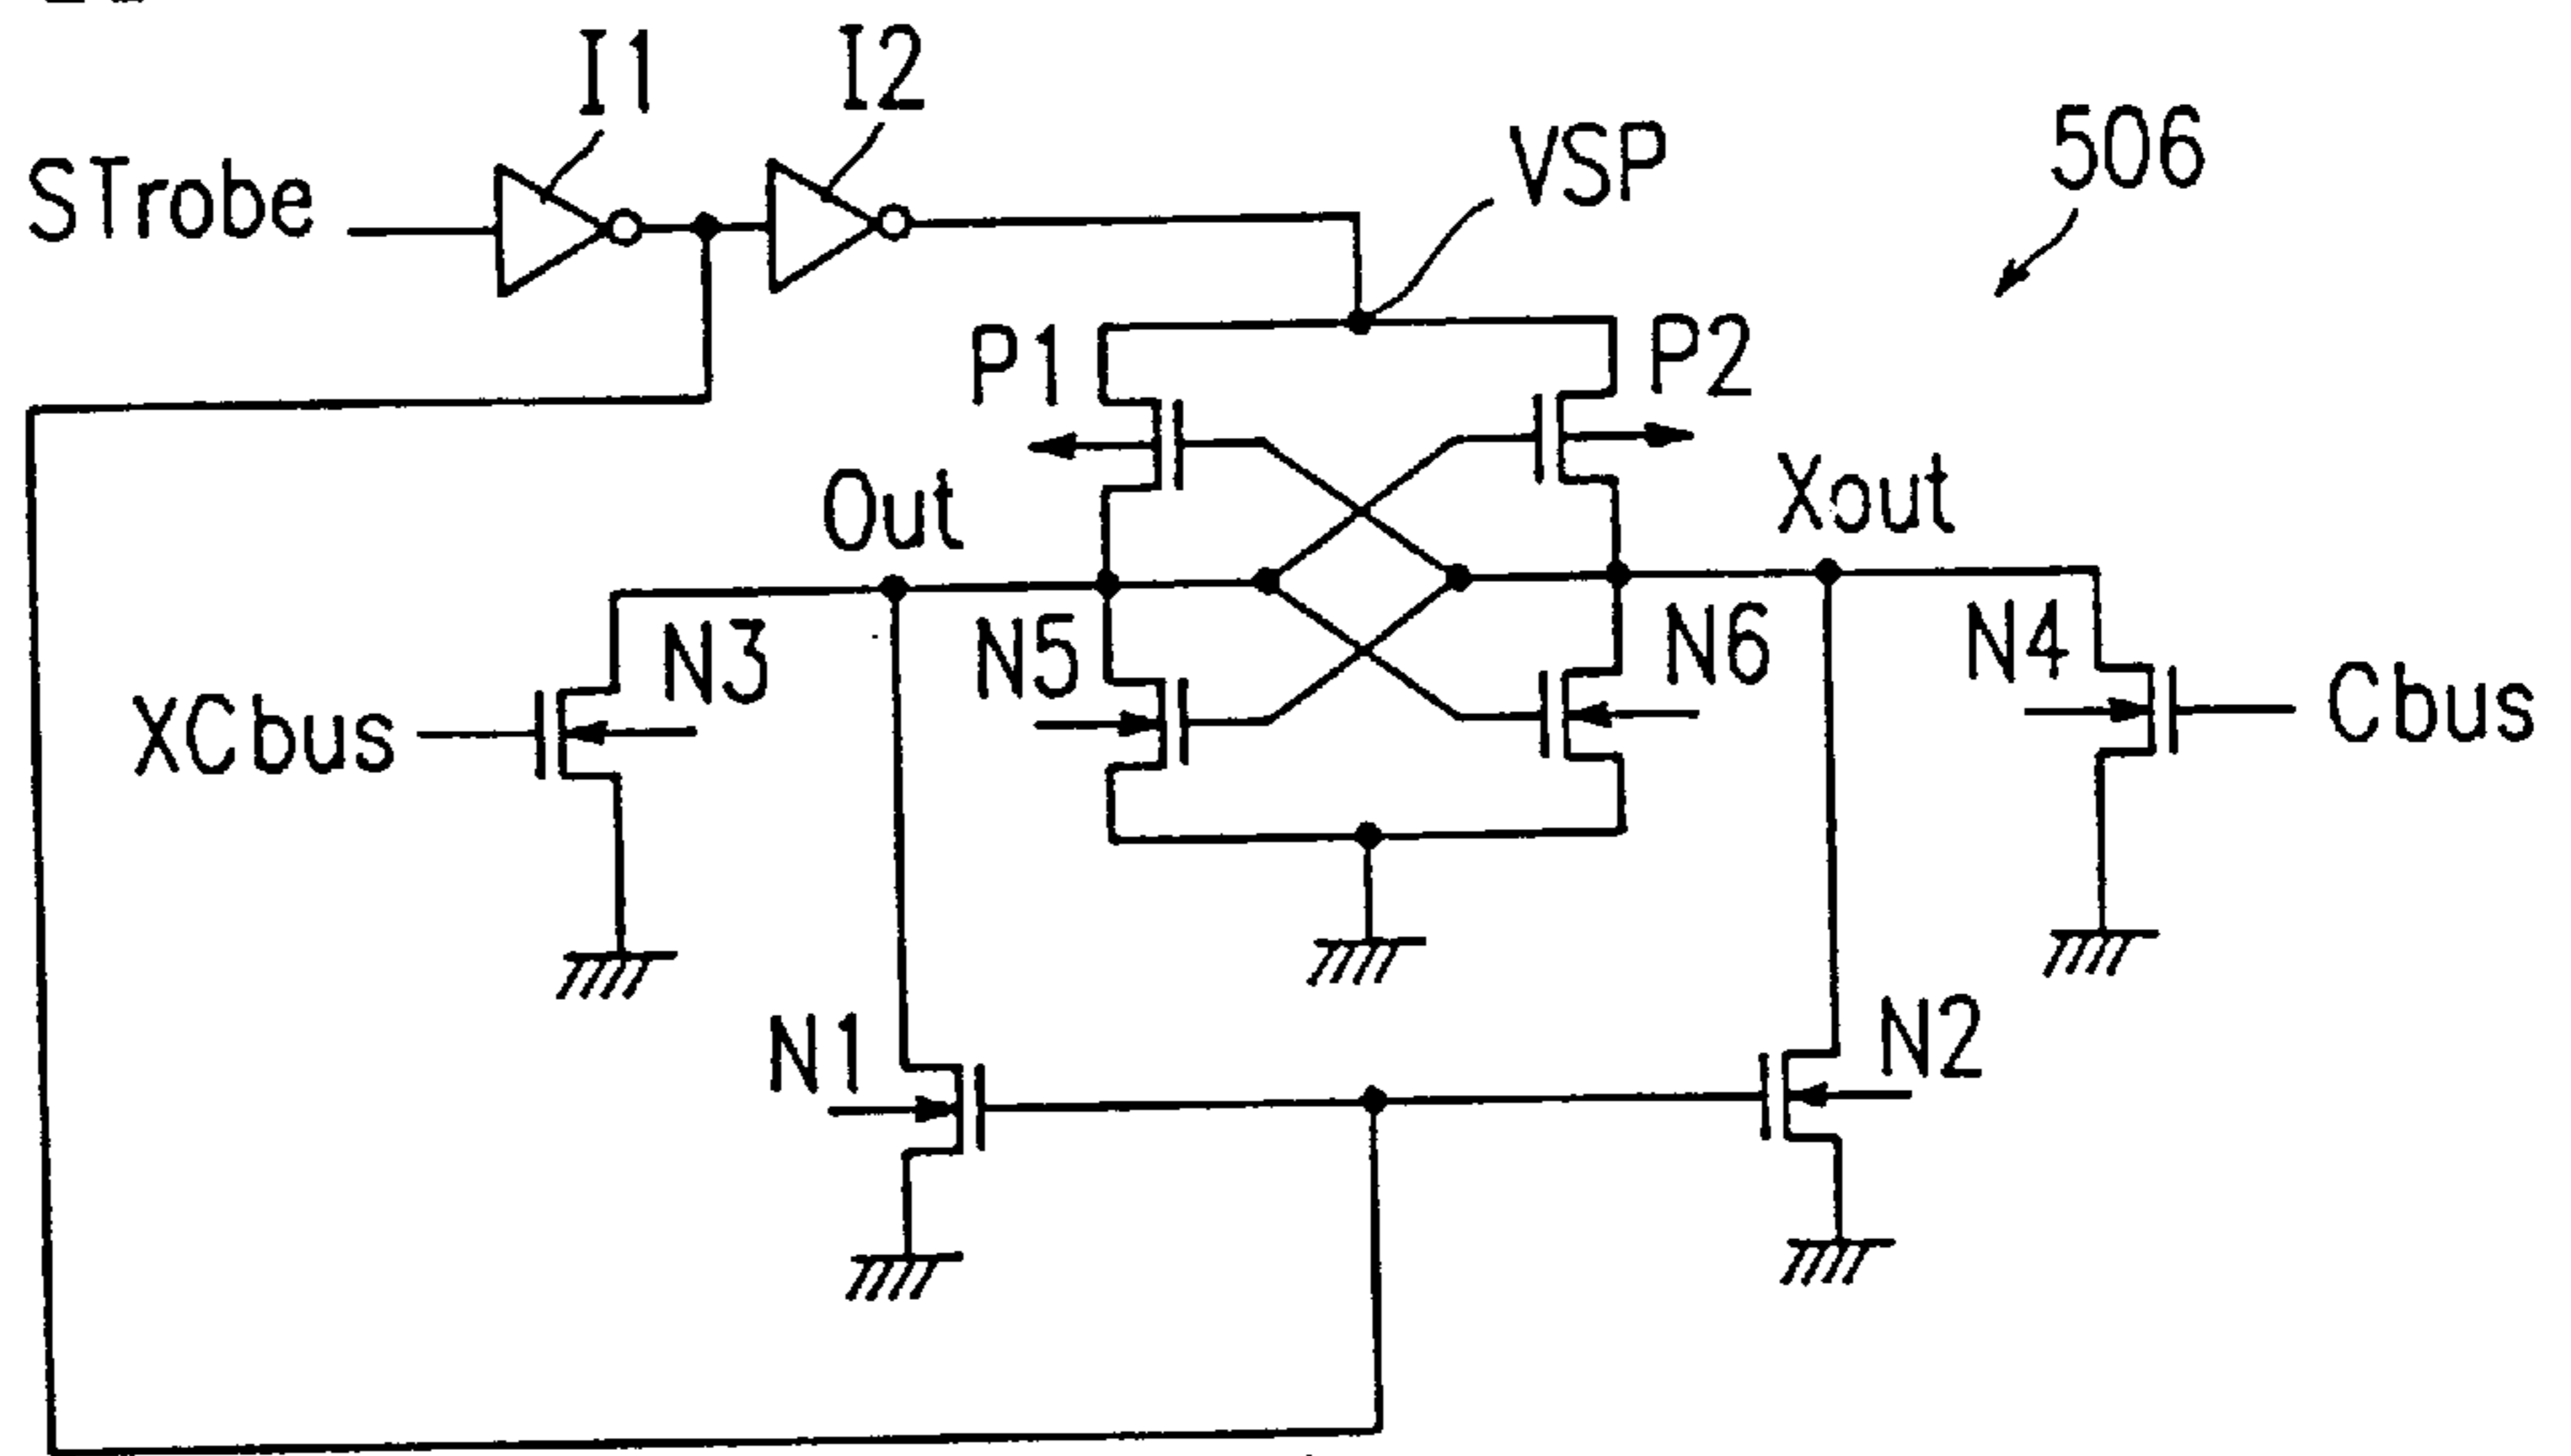 I1
I2
STrobe
VSP
506
P1
P2
Out
Xout
N3
N5
N6
N4
XCbus
Cbus
N1
N2